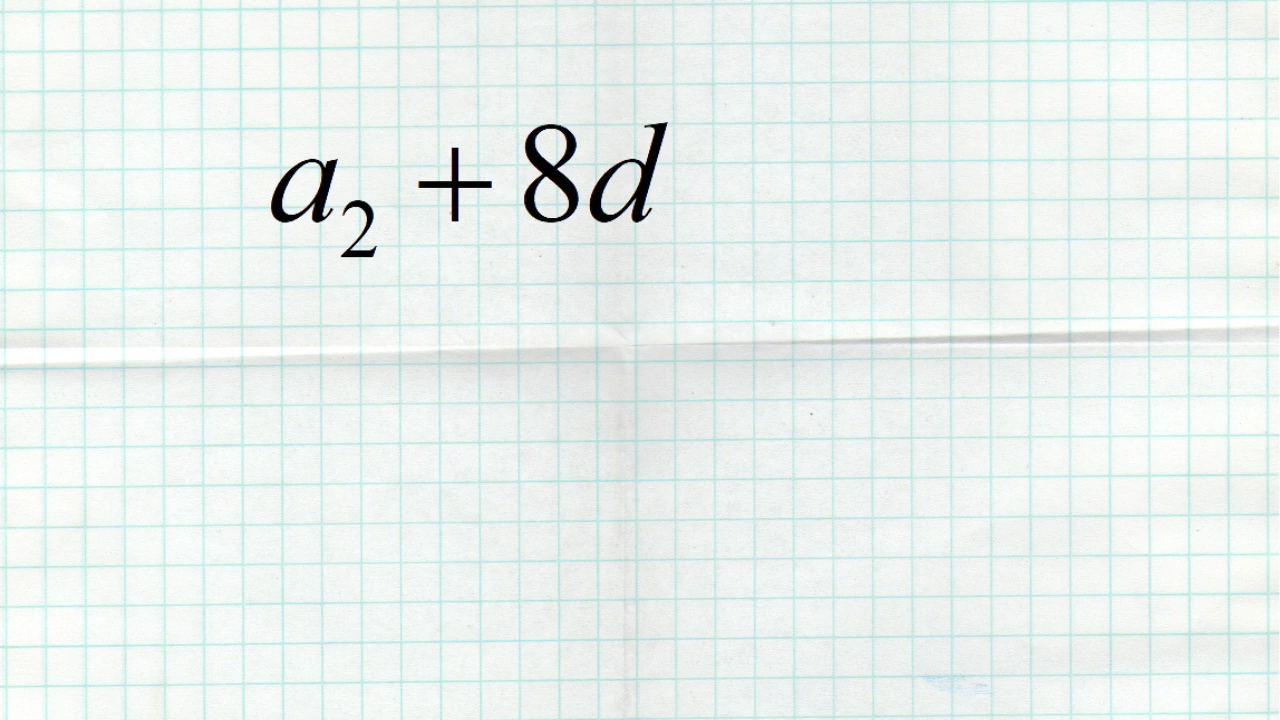 a₂ + 8d